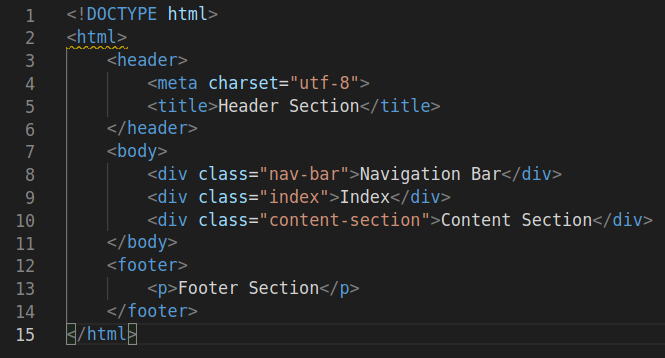 1 <!DOCTYPE html>
2 <html>
3     <header>
4         <meta charset="utf-8">
5         <title>Header Section</title>
6     </header>
7     <body>
8         <div class="nav-bar">Navigation Bar</div>
9         <div class="index">Index</div>
10         <div class="content-section">Content Section</div>
11     </body>
12     <footer>
13         <p>Footer Section</p>
14     </footer>
15 </html>